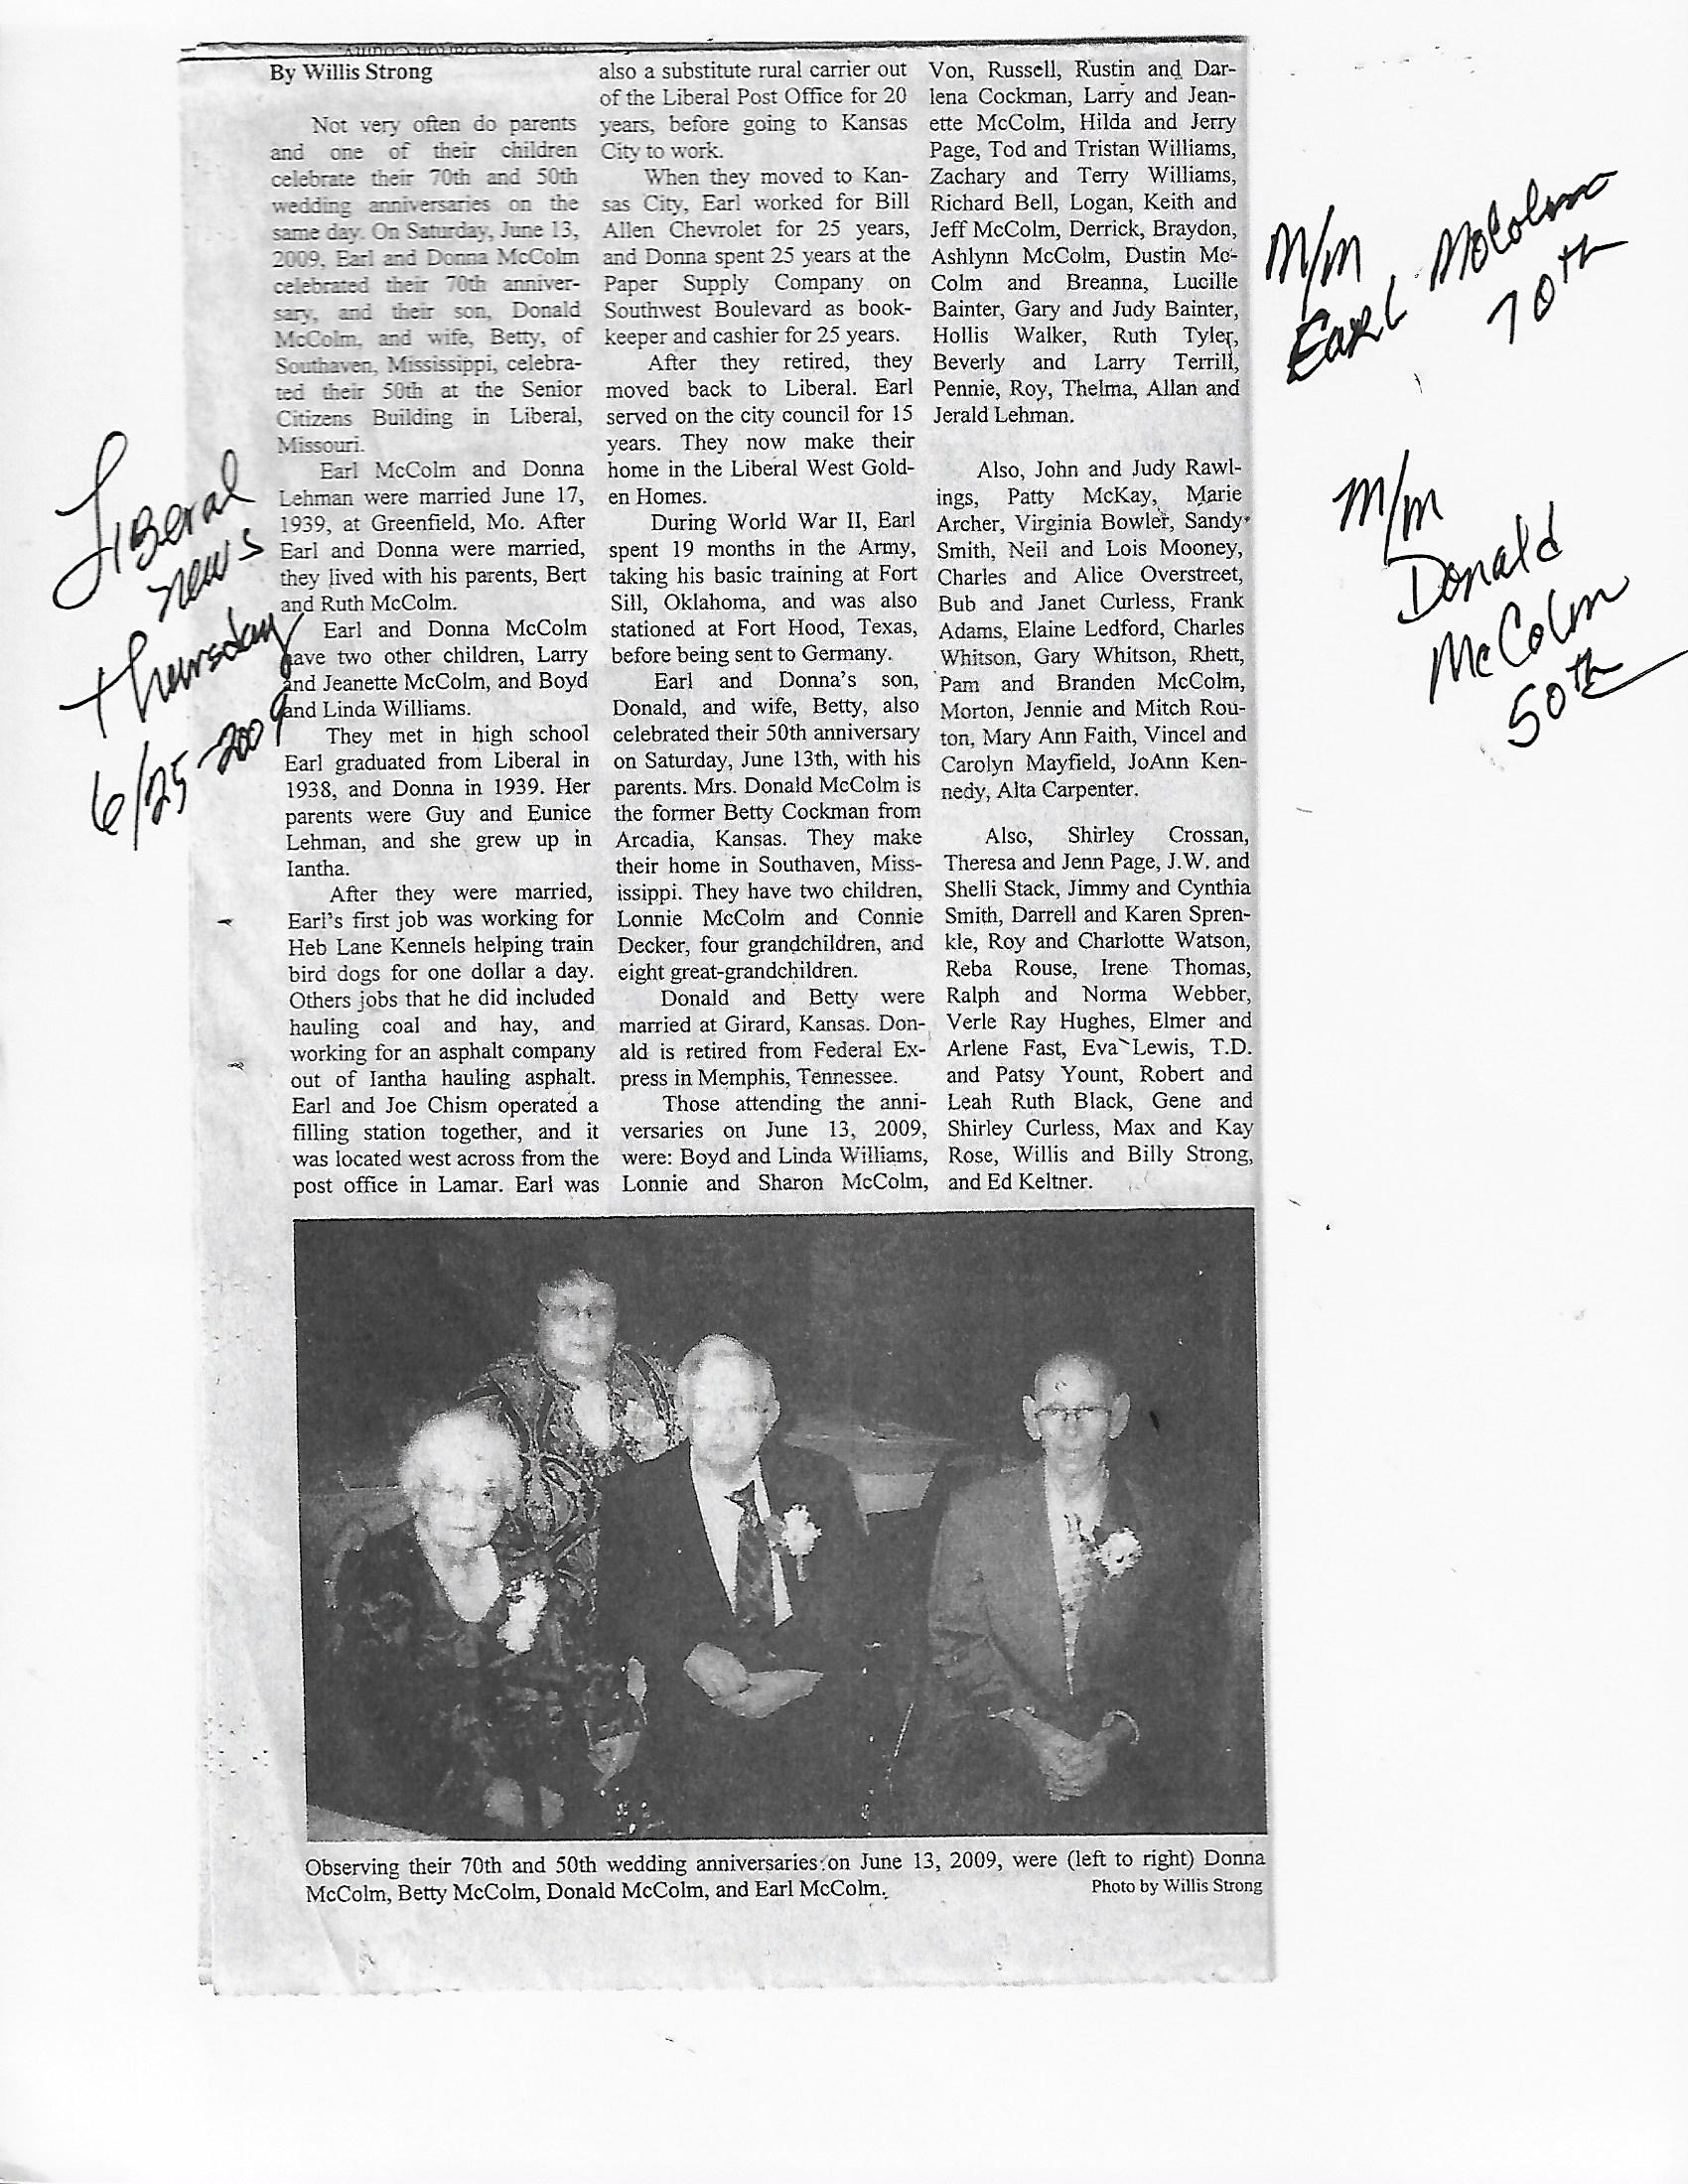 By Willis Strong
Not very often do parents
and one of their children
celebrate their 70th and 50th
wedding anniversaries on the
same day. On Saturday, June 13,
2009, Earl and Donna McColm
celebrated their 70th anniver-
sary, and their son, Donald
McColm, and wife, Betty, of
Southaven, Mississippi, celebra-
ted their 50th at the Senior
Citizens Building in Liberal,
Missouri.
Earl McColm and Donna
Lehman were married June 17,
1939, at Greenfield, Mo. After
Earl and Donna were married,
they lived with his parents, Bert
and Ruth McColm.
Earl and Donna McColm
have two other children, Larry
and Jeanette McColm, and Boyd
and Linda Williams.
They met in high school
Earl graduated from Liberal in
1938, and Donna in 1939. Her
parents were Guy and Eunice
Lehman, and she grew up in
Iantha.
After they were married,
Earl's first job was working for
Heb Lane Kennels helping train
bird dogs for one dollar a day.
Others jobs that he did included
hauling coal and hay, and
working for an asphalt company
out of Iantha hauling asphalt.
Earl and Joe Chism operated a
filling station together, and it
was located west across from the
post office in Lamar. Earl was
also a substitute rural carrier out
of the Liberal Post Office for 20
years, before going to Kansas
City to work.
When they moved to Kan-
sas City, Earl worked for Bill
Allen Chevrolet for 25 years,
and Donna spent 25 years at the
Paper Supply Company on
Southwest Boulevard as book-
keeper and cashier for 25 years.
After they retired, they
moved back to Liberal. Earl
served on the city council for 15
years. They now make their
home in the Liberal West Gold-
en Homes.
During World War II, Earl
spent 19 months in the Army,
taking his basic training at Fort
Sill, Oklahoma, and was also
stationed at Fort Hood, Texas,
before being sent to Germany.
Earl and Donna's son,
Donald, and wife, Betty, also
celebrated their 50th anniversary
on Saturday, June 13th, with his
parents. Mrs. Donald McColm is
the former Betty Cockman from
Arcadia, Kansas. They make
their home in Southaven, Miss-
issippi. They have two children,
Lonnie McColm and Connie
Decker, four grandchildren, and
eight great-grandchildren.
Donald and Betty were
married at Girard, Kansas. Don-
ald is retired from Federal Ex-
press in Memphis, Tennessee.
Those attending the anni-
versaries on June 13, 2009,
were: Boyd and Linda Williams,
Lonnie and Sharon McColm,
Von, Russell, Rustin and Dar-
lena Cockman, Larry and Jean-
ette McColm, Hilda and Jerry
Page, Tod and Tristan Williams,
Zachary and Terry Williams,
Richard Bell, Logan, Keith and
Jeff McColm, Derrick, Braydon,
Ashlynn McColm, Dustin Mc-
Colm and Breanna, Lucille
Bainter, Gary and Judy Bainter,
Hollis Walker, Ruth Tyler,
Beverly and Larry Terrill,
Pennie, Roy, Thelma, Allan and
Jerald Lehman.
Also, John and Judy Rawl-
ings, Patty McKay, Marie
Archer, Virginia Bowler, Sandy
Smith, Neil and Lois Mooney,
Charles and Alice Overstreet,
Bub and Janet Curless, Frank
Adams, Elaine Ledford, Charles
Whitson, Gary Whitson, Rhett,
Pam and Branden McColm,
Morton, Jennie and Mitch Rou-
ton, Mary Ann Faith, Vincel and
Carolyn Mayfield, JoAnn Ken-
nedy, Alta Carpenter.
Also, Shirley Crossan,
Theresa and Jenn Page, J.W. and
Shelli Stack, Jimmy and Cynthia
Smith, Darrell and Karen Spren-
kle, Roy and Charlotte Watson,
Reba Rouse, Irene Thomas,
Ralph and Norma Webber,
Verle Ray Hughes, Elmer and
Arlene Fast, Eva Lewis, T.D.
and Patsy Yount, Robert and
Leah Ruth Black, Gene and
Shirley Curless, Max and Kay
Rose, Willis and Billy Strong,
and Ed Keltner.
Observing their 70th and 50th wedding anniversaries on June 13, 2009, were (left to right) Donna
McColm, Betty McColm, Donald McColm, and Earl McColm.
Photo by Willis Strong
Liberal
news
thursday
6/25-2009
M/m
Earl McColm
70th
M/m
Donald
McColm
50th